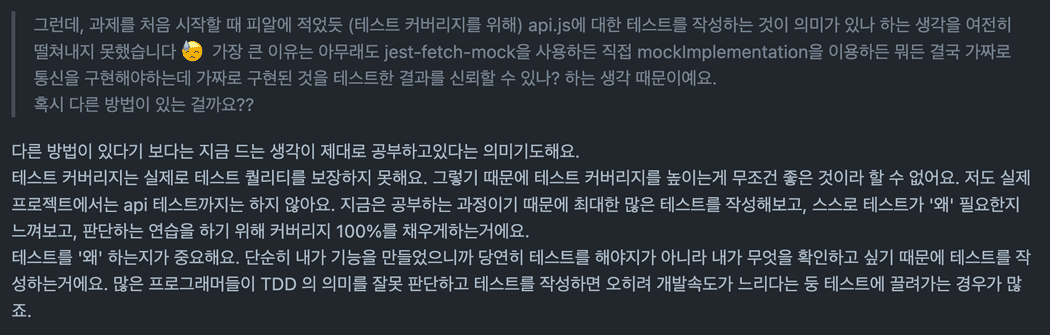 그런데, 과제를 처음 시작할 때 피알에 적었듯 (테스트 커버리지를 위해) api.js에 대한 테스트를 작성하는 것이 의미가 있나 하는 생각을 여전히
떨쳐내지 못했습니다 😓 가장 큰 이유는 아무래도 jest-fetch-mock을 사용하든 직접 mockImplementation을 이용하든 뭐든 결국 가짜로
통신을 구현해야하는데 가짜로 구현된 것을 테스트한 결과를 신뢰할 수 있나? 하는 생각 때문이예요.
혹시 다른 방법이 있는 걸까요??
다른 방법이 있다기 보다는 지금 드는 생각이 제대로 공부하고있다는 의미기도해요.
테스트 커버리지는 실제로 테스트 퀄리티를 보장하지 못해요. 그렇기 때문에 테스트 커버리지를 높이는게 무조건 좋은 것이라 할 수 없어요. 저도 실제
프로젝트에서는 api 테스트까지는 하지 않아요. 지금은 공부하는 과정이기 때문에 최대한 많은 테스트를 작성해보고, 스스로 테스트가 '왜' 필요한지
느껴보고, 판단하는 연습을 하기 위해 커버리지 100%를 채우게하는거에요.
테스트를 '왜' 하는지가 중요해요. 단순히 내가 기능을 만들었으니까 당연히 테스트를 해야지가 아니라 내가 무엇을 확인하고 싶기 때문에 테스트를 작
성하는거에요. 많은 프로그래머들이 TDD 의 의미를 잘못 판단하고 테스트를 작성하면 오히려 개발속도가 느리다는 둥 테스트에 끌려가는 경우가 많
죠.